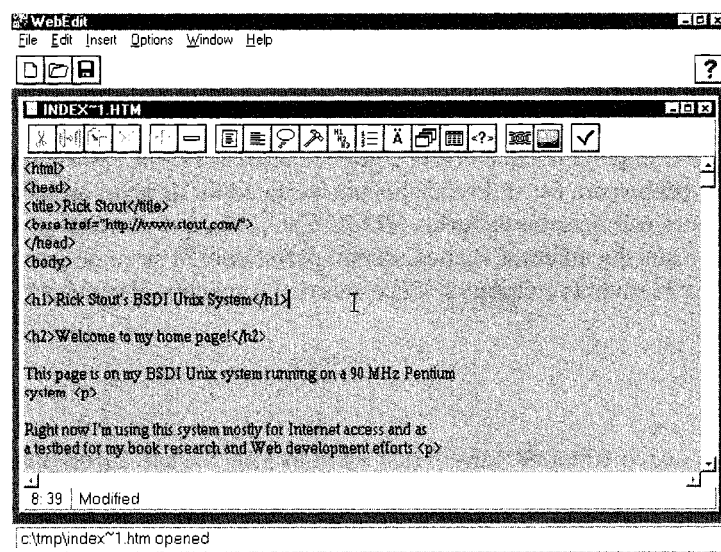 WebEdit
File Edit Insert Options Window Help
?
INDEX~1.HTM
H1 H2 H3 Ä <?>
<html>
<head>
<title>Rick Stout</title>
<base href="http://www.stout.com/">
</head>
<body>
<h1>Rick Stout's BSDI Unix System</h1>
<h2>Welcome to my home page!</h2>
This page is on my BSDI Unix system running on a 90 MHz Pentium
system <p>
Right now I'm using this system mostly for Internet access and as
a testbed for my book research and Web development efforts.<p>
8: 39 Modified
c:\tmp\index~1.htm opened